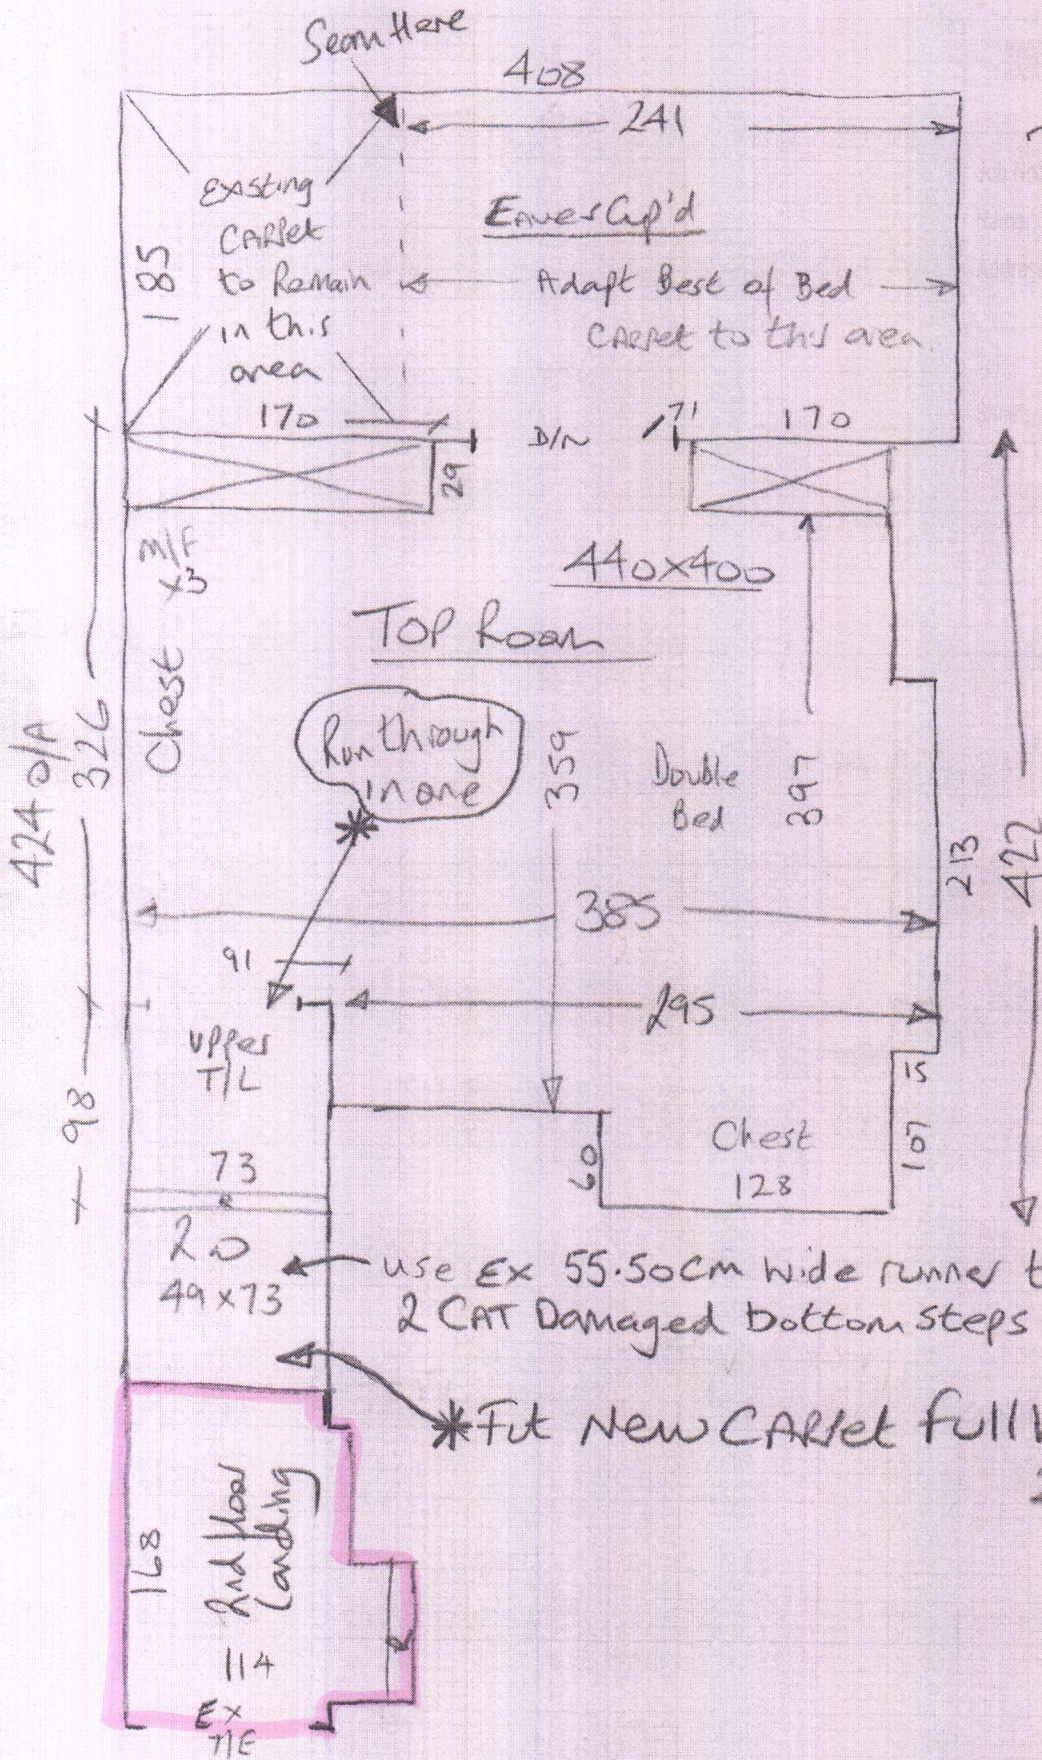 Seam Here
408
241
Existing
CARPet
to Remain
in this
area
185
Eaves Cup'd
Adapt Best of Bed
CARPet to this area.
170
D/N
71
170
29
M/F
x3
Chest
440x400
TOP Room
424 O/A
326
Run through
in one
359
Double
Bed
397
213
422
385
91
295
upper
T/L
98
15
107
60
Chest
128
73
R
20
49x73
use Ex 55.50cm wide runner t
2 CAT Damaged bottom steps
*Fit New CARPet full
168
2nd floor
Landing
R
114
Ex
T/E